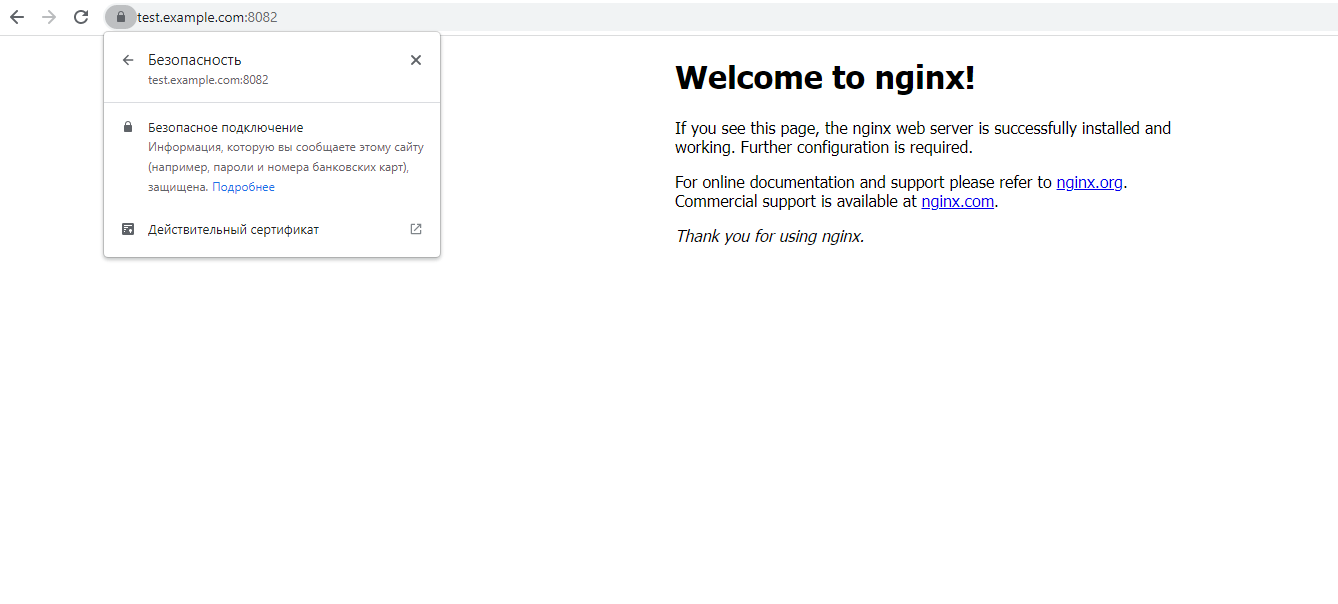 test.example.com:8082
Безопасность
test.example.com:8082
Безопасное подключение
Информация, которую вы сообщаете этому сайту
(например, пароли и номера банковских карт),
защищена. Подробнее
Действительный сертификат
Welcome to nginx!
If you see this page, the nginx web server is successfully installed and
working. Further configuration is required.
For online documentation and support please refer to nginx.org.
Commercial support is available at nginx.com.
Thank you for using nginx.